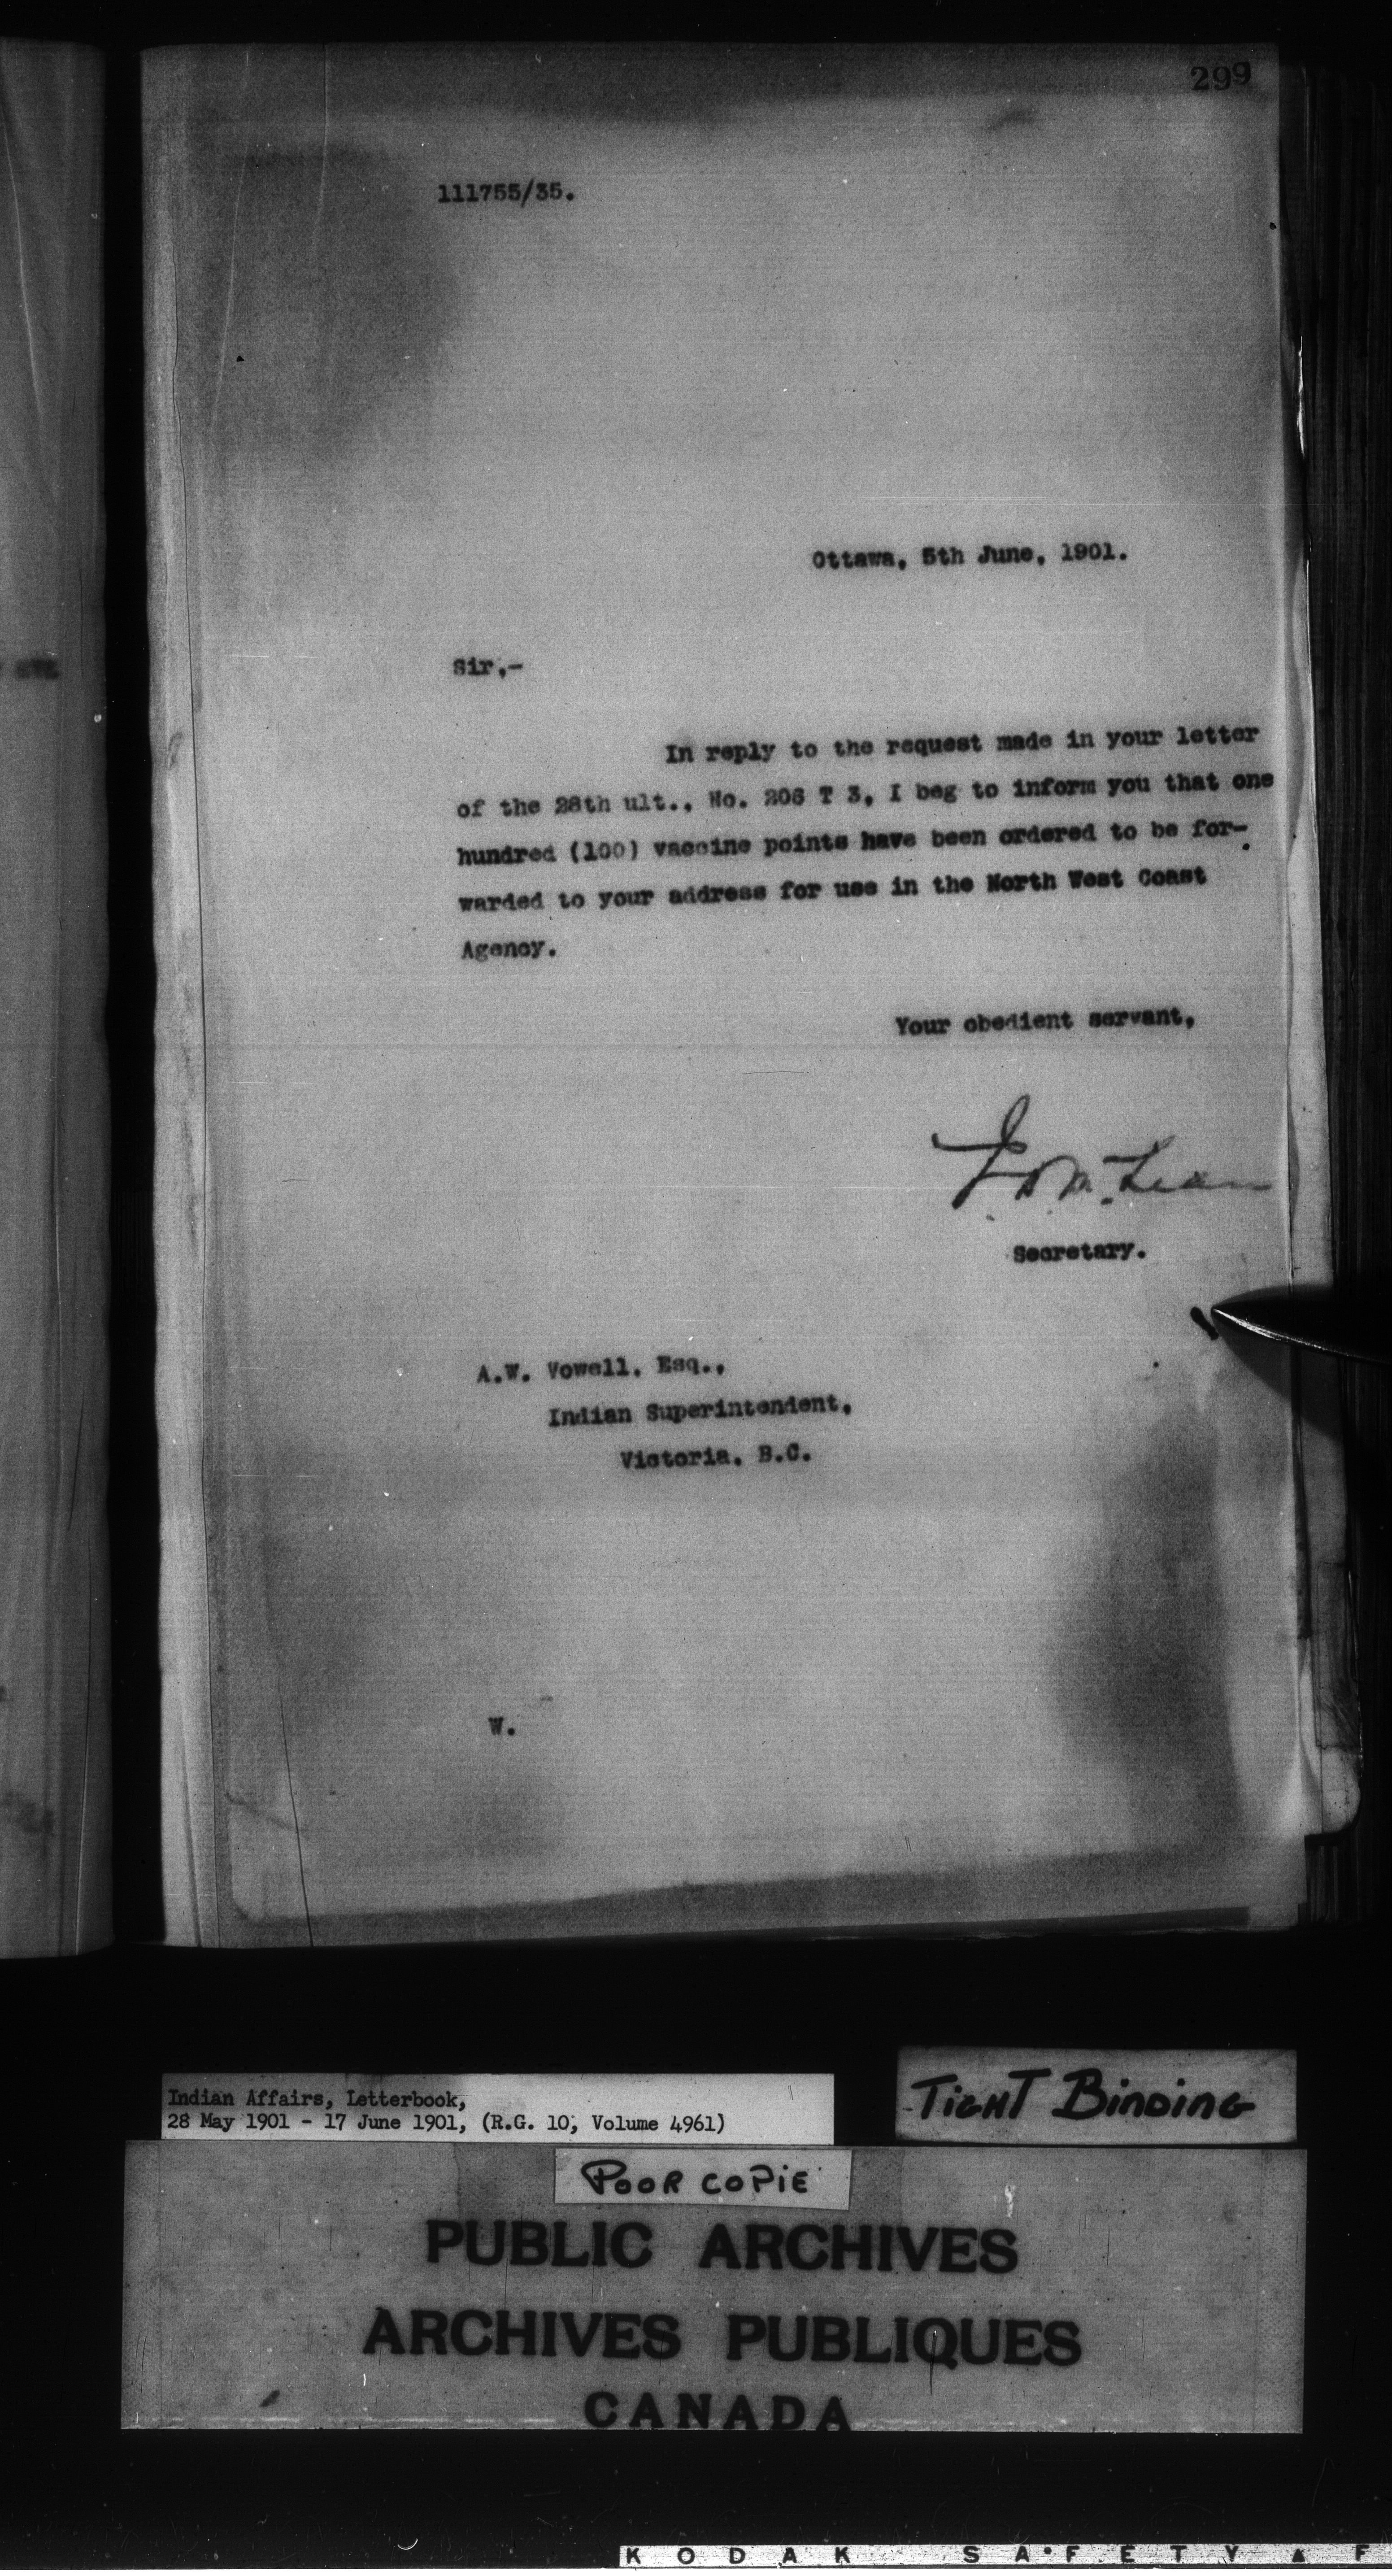 299
111755/35.
Ottawa, 5th June, 1901.
Sir,-
In reply to the request made in your letter
of the 28th ult., No. 206 T 3, I beg to inform you that one
hundred (100) vaccine points have been ordered to be for-
warded to your address for use in the North West Coast
Agency.
Your obedient servant,
J. D. McLean
Secretary.
A.W. Vowell, Esq.,
Indian Superintendent,
Victoria, B.C.
W.
Indian Affairs, Letterbook,
28 May 1901 - 17 June 1901, (R.G. 10, Volume 4961)
TIGHT BINDING
POOR COPIE
PUBLIC ARCHIVES
ARCHIVES PUBLIQUES
CANADA
KODAK SAFETY ▲ F